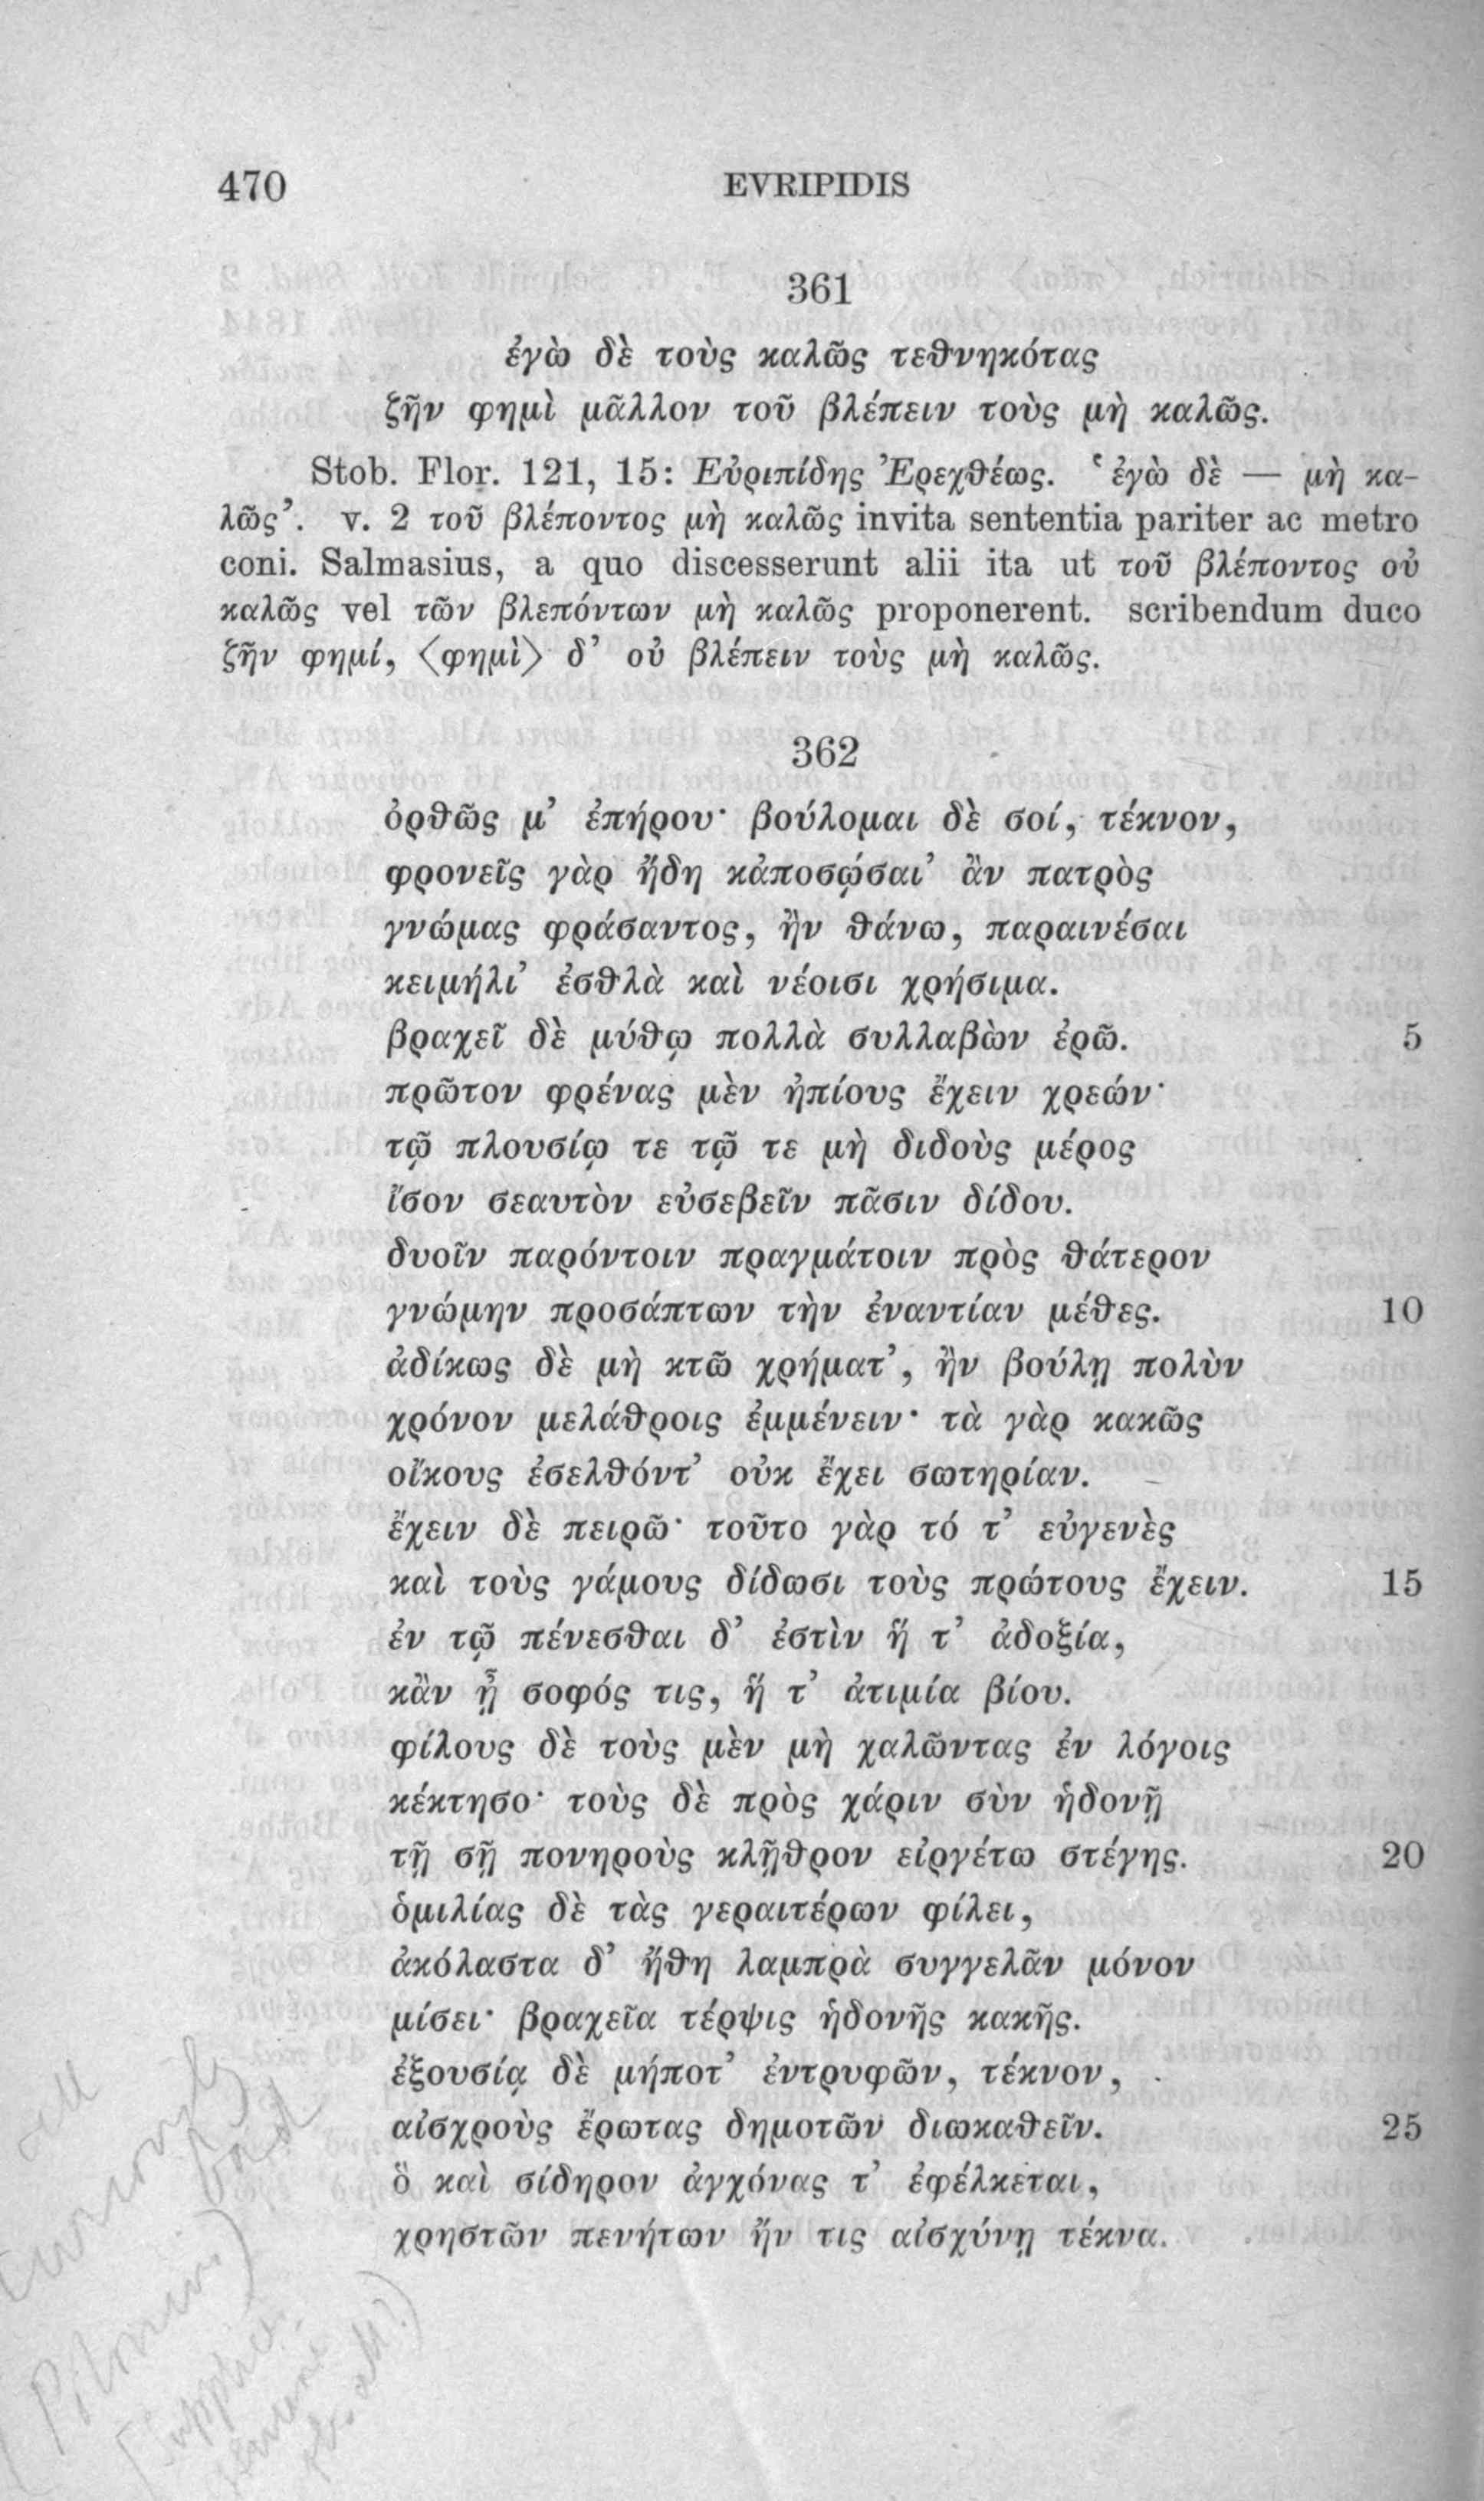 470 EVRIPIDIS
361
ἐγὼ δὲ τοὺς καλῶς τεθνηκότας
ζῆν φημὶ μᾶλλον τοῦ βλέπειν τοὺς μὴ καλῶς.
Stob. Flor. 121, 15: Εὐριπίδης Ἐρεχθέως. ‘ἐγὼ δὲ — μὴ κα-
λῶς’. v. 2 τοῦ βλέποντος μὴ καλῶς invita sententia pariter ac metro
coni. Salmasius, a quo discesserunt alii ita ut τοῦ βλέποντος οὐ
καλῶς vel τῶν βλεπόντων μὴ καλῶς proponerent. scribendum duco
ζῆν φημί, ⟨φημὶ⟩ δ’ οὐ βλέπειν τοὺς μὴ καλῶς.
362
ὀρθῶς μ’ ἐπήρου· βούλομαι δὲ σοί, τέκνον,
φρονεῖς γὰρ ἤδη κἀποσῴσαι’ ἂν πατρὸς
γνώμας φράσαντος, ἢν θάνω, παραινέσαι
κειμήλι’ ἐσθλὰ καὶ νέοισι χρήσιμα.
βραχεῖ δὲ μύθῳ πολλὰ συλλαβὼν ἐρῶ. 5
πρῶτον φρένας μὲν ἠπίους ἔχειν χρεών·
τῷ πλουσίῳ τε τῷ τε μὴ διδοὺς μέρος
ἴσον σεαυτὸν εὐσεβεῖν πᾶσιν δίδου.
δυοῖν παρόντοιν πραγμάτοιν πρὸς θάτερον
γνώμην προσάπτων τὴν ἐναντίαν μέθες. 10
ἀδίκως δὲ μὴ κτῶ χρήματ’, ἢν βούλῃ πολὺν
χρόνον μελάθροις ἐμμένειν· τὰ γὰρ κακῶς
οἴκους ἐσελθόντ’ οὐκ ἔχει σωτηρίαν.
ἔχειν δὲ πειρῶ· τοῦτο γὰρ τό τ’ εὐγενὲς
καὶ τοὺς γάμους δίδωσι τοὺς πρώτους ἔχειν. 15
ἐν τῷ πένεσθαι δ’ ἐστὶν ἥ τ’ ἀδοξία,
κἂν ᾖ σοφός τις, ἥ τ’ ἀτιμία βίου.
φίλους δὲ τοὺς μὲν μὴ χαλῶντας ἐν λόγοις
κέκτησο· τοὺς δὲ πρὸς χάριν σὺν ἡδονῇ
τῇ σῇ πονηροὺς κλῇθρον εἰργέτω στέγης. 20
ὁμιλίας δὲ τὰς γεραιτέρων φίλει,
ἀκόλαστα δ’ ἤθη λαμπρὰ συγγελᾶν μόνον
μίσει· βραχεῖα τέρψις ἡδονῆς κακῆς.
ἐξουσίᾳ δὲ μήποτ’ ἐντρυφῶν, τέκνον,
αἰσχροὺς ἔρωτας δημοτῶν διωκαθεῖν. 25
ὃ καὶ σίδηρον ἀγχόνας τ’ ἐφέλκεται,
χρηστῶν πενήτων ἤν τις αἰσχύνῃ τέκνα.
all
bad